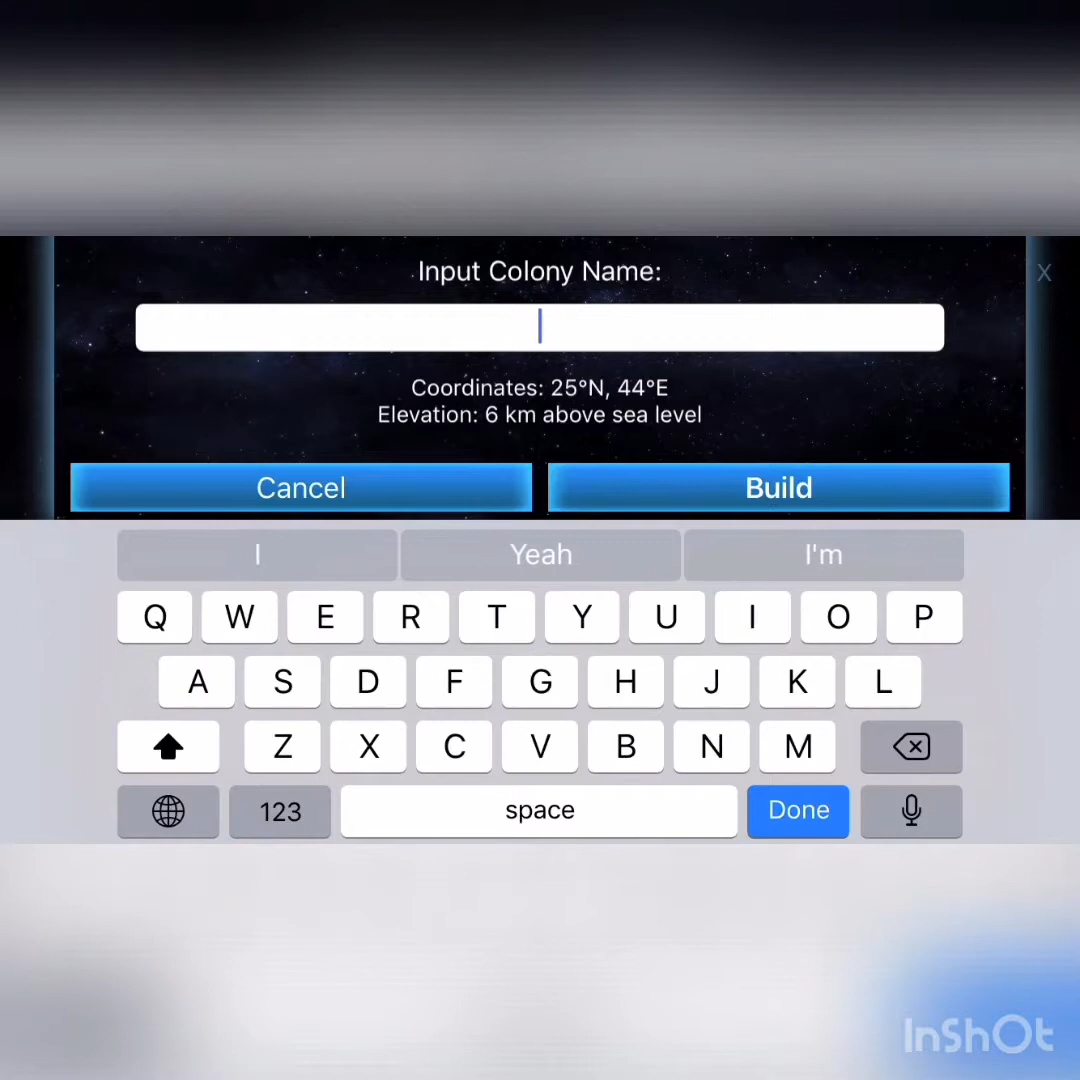 Input Colony Name:
X
Coordinates: 25°N, 44°E
Elevation: 6 km above sea level
Cancel Build
I Yeah I'm
Q W E R T Y U I O P
A S D F G H J K L
Z X C V B N M
123 space Done
InShOt